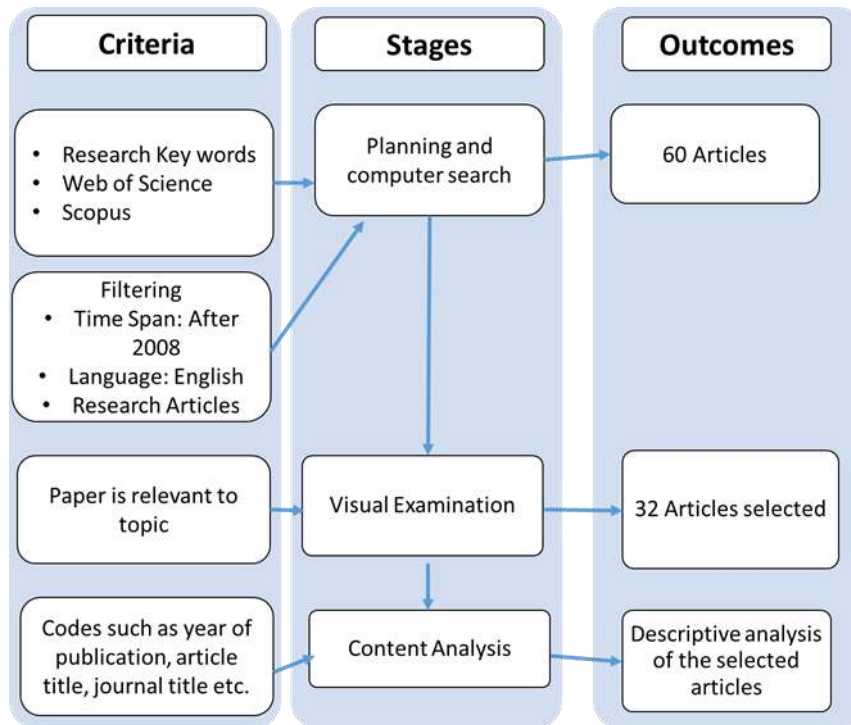 Criteria
Stages
Outcomes
• Research Key words
• Web of Science
• Scopus
Planning and
computer search
60 Articles
Filtering
• Time Span: After
2008
• Language: English
• Research Articles
Paper is relevant to
topic
Visual Examination
32 Articles selected
Codes such as year of
publication, article
title, journal title etc.
Content Analysis
Descriptive analysis
of the selected
articles